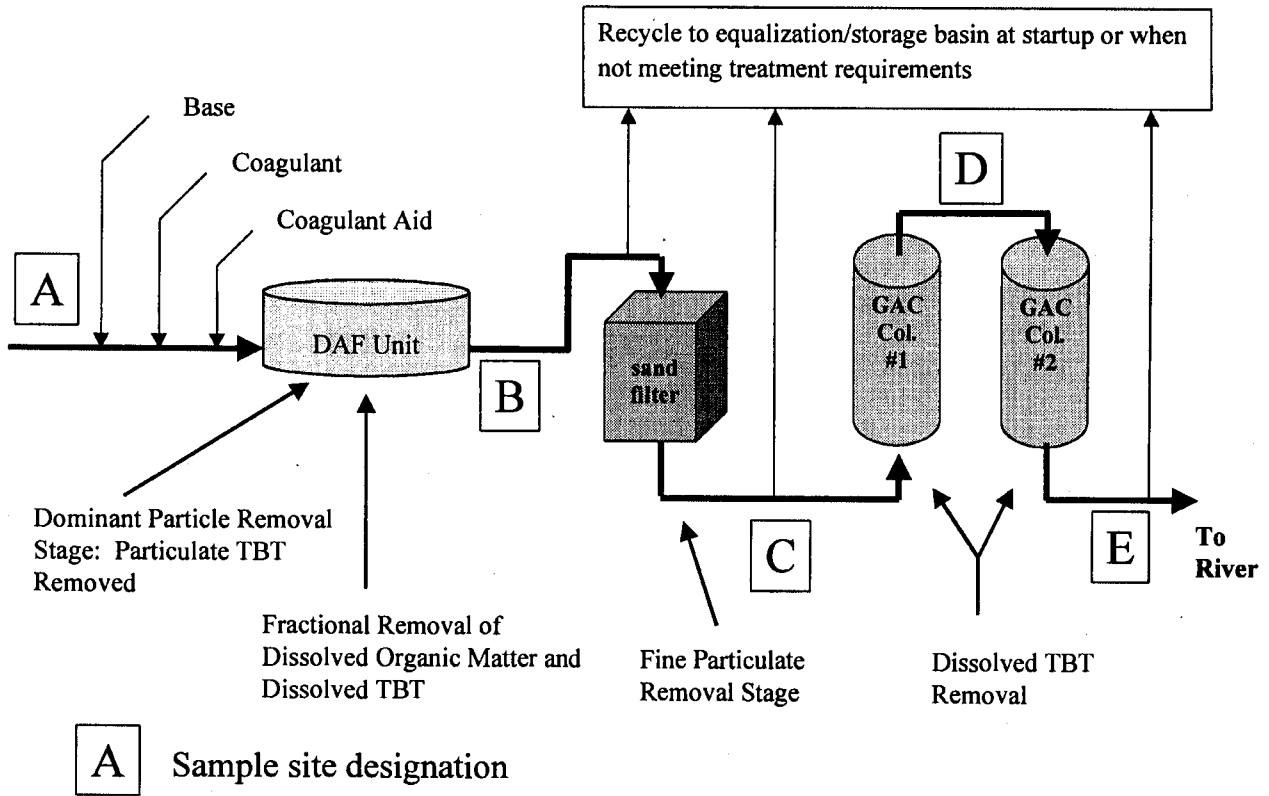 Recycle to equalization/storage basin at startup or when
not meeting treatment requirements
Base
Coagulant
Coagulant Aid
D
A
DAF Unit
B
sand
filter
GAC
Col.
#1
GAC
Col.
#2
C
E
To
River
Dominant Particle Removal
Stage: Particulate TBT
Removed
Fractional Removal of
Dissolved Organic Matter and
Dissolved TBT
Fine Particulate
Removal Stage
Dissolved TBT
Removal
A
Sample site designation